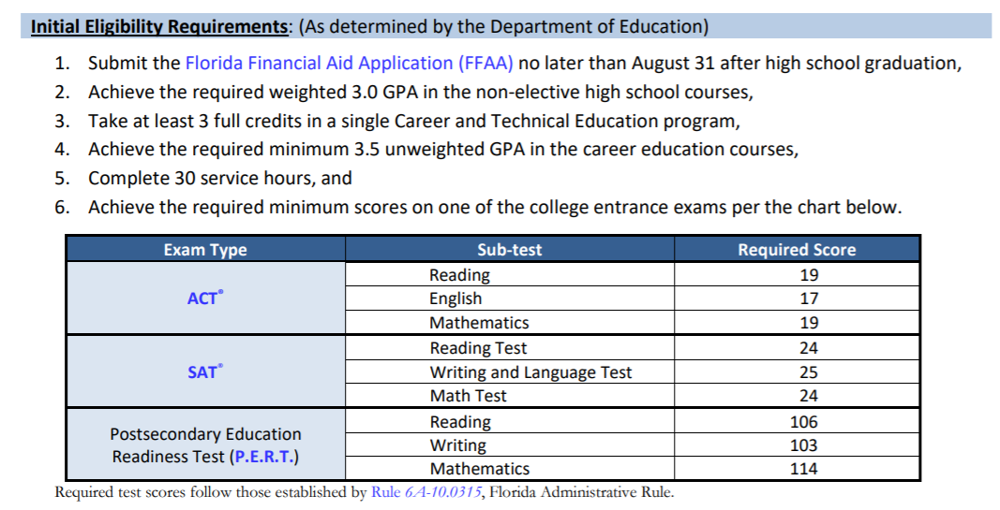 Initial Eligibility Requirements: (As determined by the Department of Education)
1. Submit the Florida Financial Aid Application (FFAA) no later than August 31 after high school graduation,
2. Achieve the required weighted 3.0 GPA in the non-elective high school courses,
3. Take at least 3 full credits in a single Career and Technical Education program,
4. Achieve the required minimum 3.5 unweighted GPA in the career education courses,
5. Complete 30 service hours, and
6. Achieve the required minimum scores on one of the college entrance exams per the chart below.
Exam Type Sub-test Required Score
ACT®
Reading 19
English 17
Mathematics 19
SAT®
Reading Test 24
Writing and Language Test 25
Math Test 24
Postsecondary Education
Readiness Test (P.E.R.T.)
Reading 106
Writing 103
Mathematics 114
Required test scores follow those established by Rule 6A-10.0315, Florida Administrative Rule.